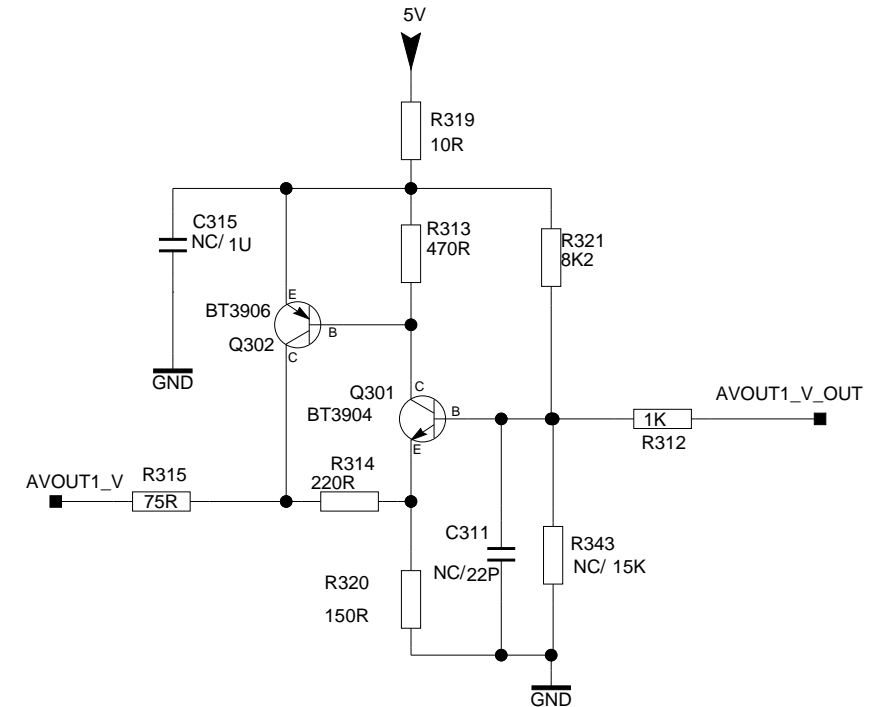 5V
R319
10R
C315
NC/ 1U
R313
470R
R321
8K2
E
BT3906
B
Q302
C
GND
Q301
C
BT3904
B
E
AVOUT1_V_OUT
1K
R312
R314
220R
R315
AVOUT1_V
75R
C311
NC/22P
R343
NC/ 15K
R320
150R
GND